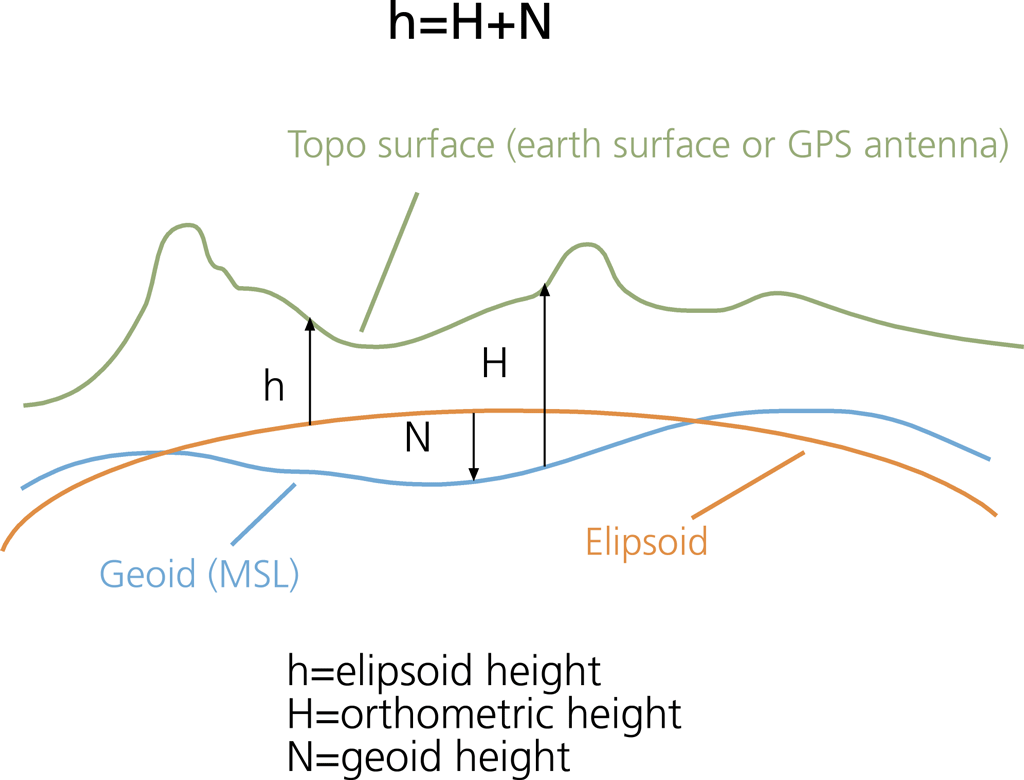 h=H+N
Topo surface (earth surface or GPS antenna)
h
H
N
Elipsoid
Geoid (MSL)
h=elipsoid height
H=orthometric height
N=geoid height